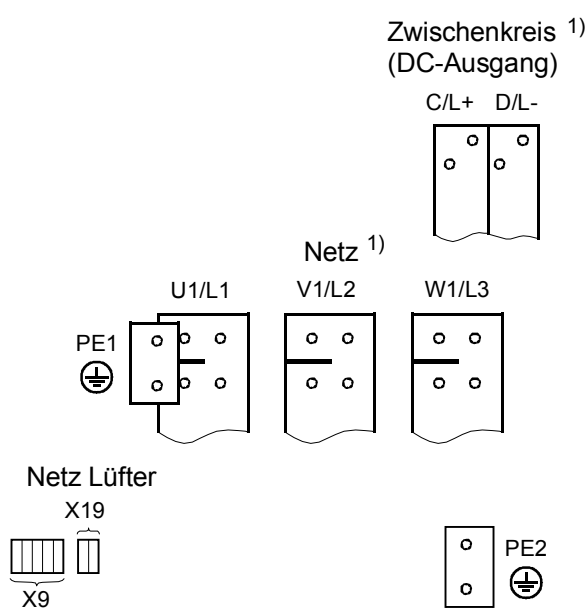 Zwischenkreis 1)
(DC-Ausgang)
C/L+ D/L-
Netz 1)
U1/L1 V1/L2 W1/L3
PE1
Netz Lüfter
X19
X9
PE2